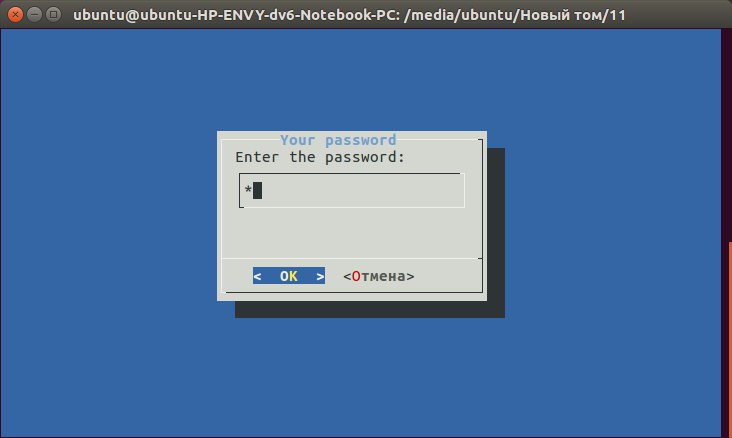 ubuntu@ubuntu-HP-ENVY-dv6-Notebook-PC: /media/ubuntu/Новый том/11
Your password
Enter the password:
*
<  OK  >  <Отмена>